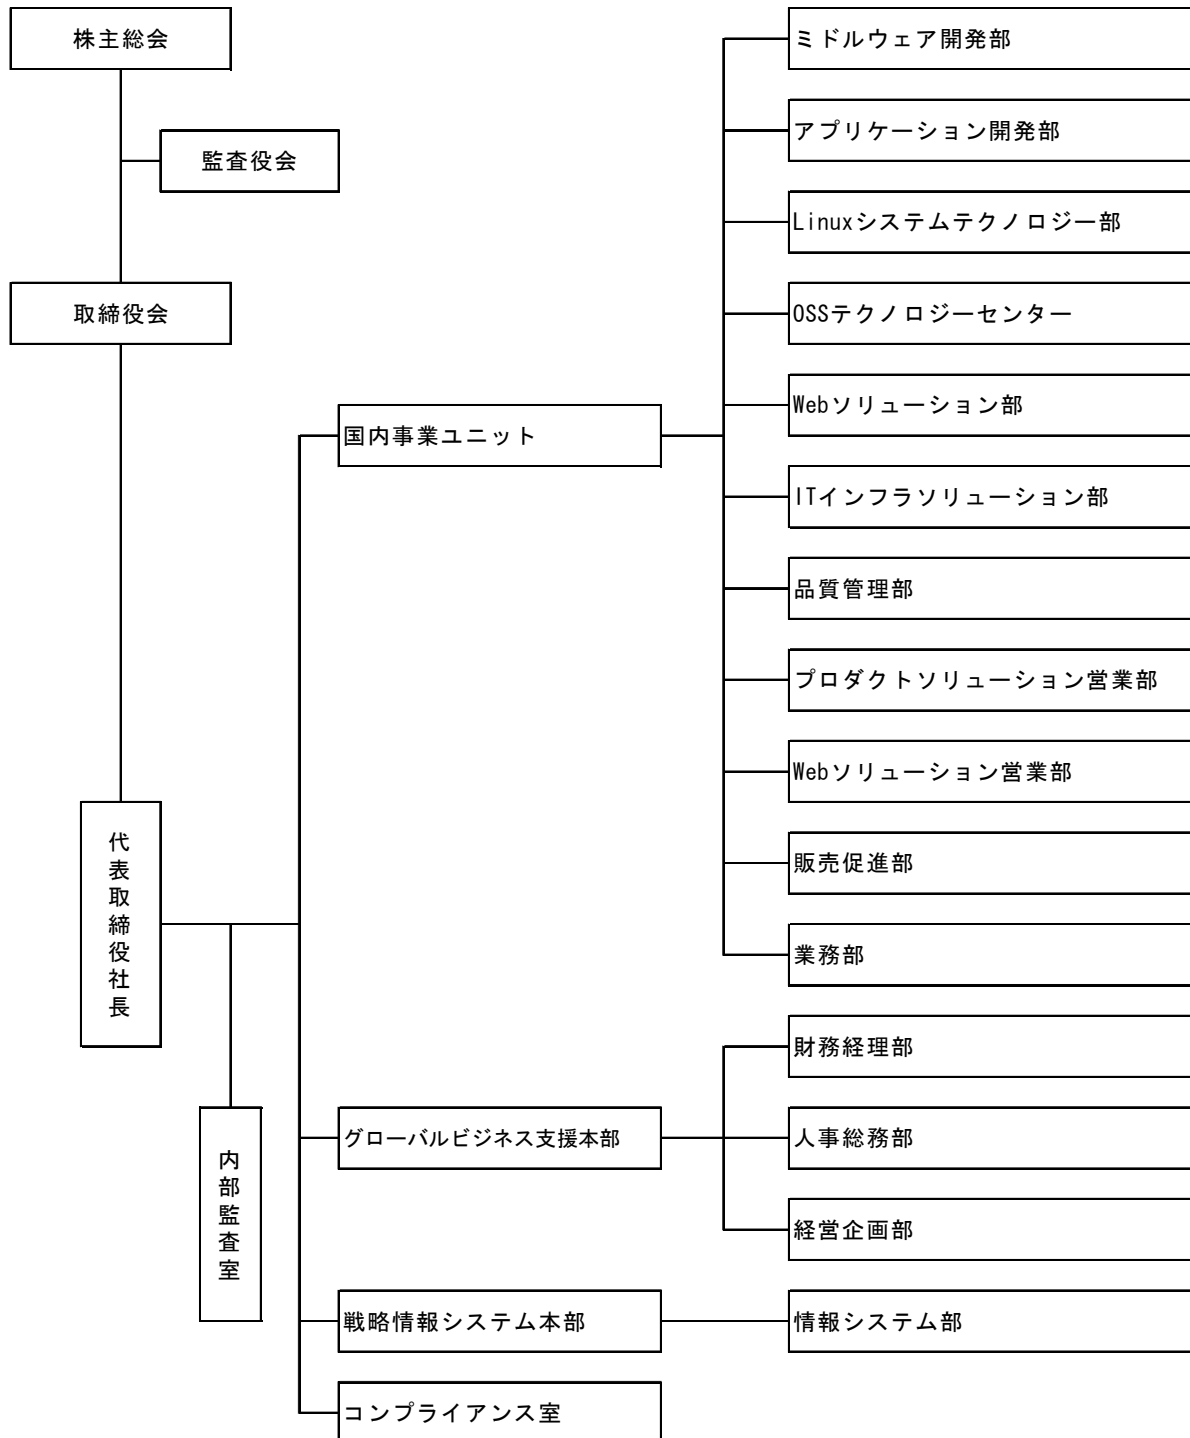 株主総会
監査役会
取締役会
代表取締役社長
内部監査室
国内事業ユニット
ミドルウェア開発部
アプリケーション開発部
Linuxシステムテクノロジー部
OSSテクノロジーセンター
Webソリューション部
ITインフラソリューション部
品質管理部
プロダクトソリューション営業部
Webソリューション営業部
販売促進部
業務部
グローバルビジネス支援本部
財務経理部
人事総務部
経営企画部
戦略情報システム本部
情報システム部
コンプライアンス室